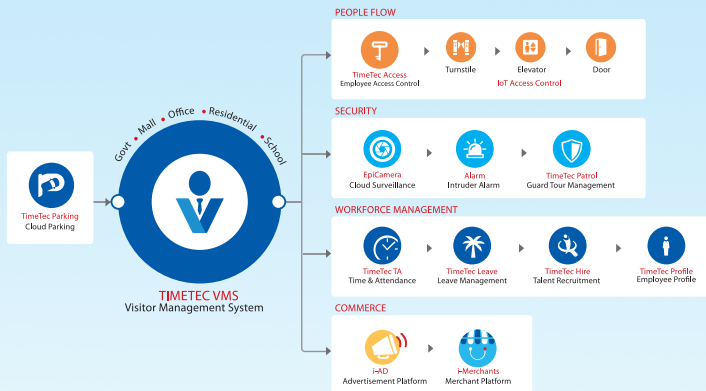 PEOPLE FLOW
TimeTec Access
Employee Access Control
Turnstile
Elevator
Door
IoT Access Control
SECURITY
EpiCamera
Cloud Surveillance
Alarm
Intruder Alarm
TimeTec Patrol
Guard Tour Management
Govt • Mall • Office • Residential • School
TimeTec Parking
Cloud Parking
TIMETEC VMS
Visitor Management System
WORKFORCE MANAGEMENT
TimeTec TA
Time & Attendance
TimeTec Leave
Leave Management
TimeTec Hire
Talent Recruitment
TimeTec Profile
Employee Profile
COMMERCE
i-AD
Advertisement Platform
i-Merchants
Merchant Platform